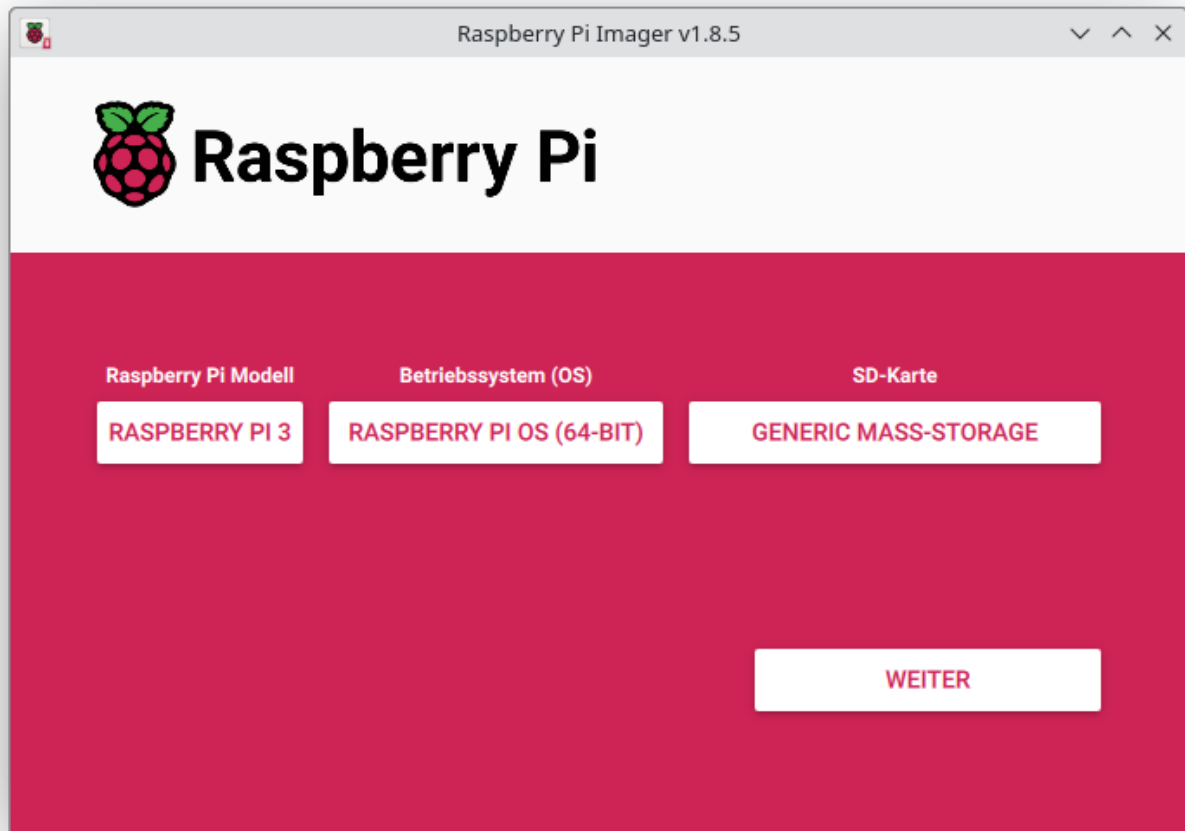 Raspberry Pi Imager v1.8.5
Raspberry Pi
Raspberry Pi Modell
Betriebssystem (OS)
SD-Karte
RASPBERRY PI 3
RASPBERRY PI OS (64-BIT)
GENERIC MASS-STORAGE
WEITER